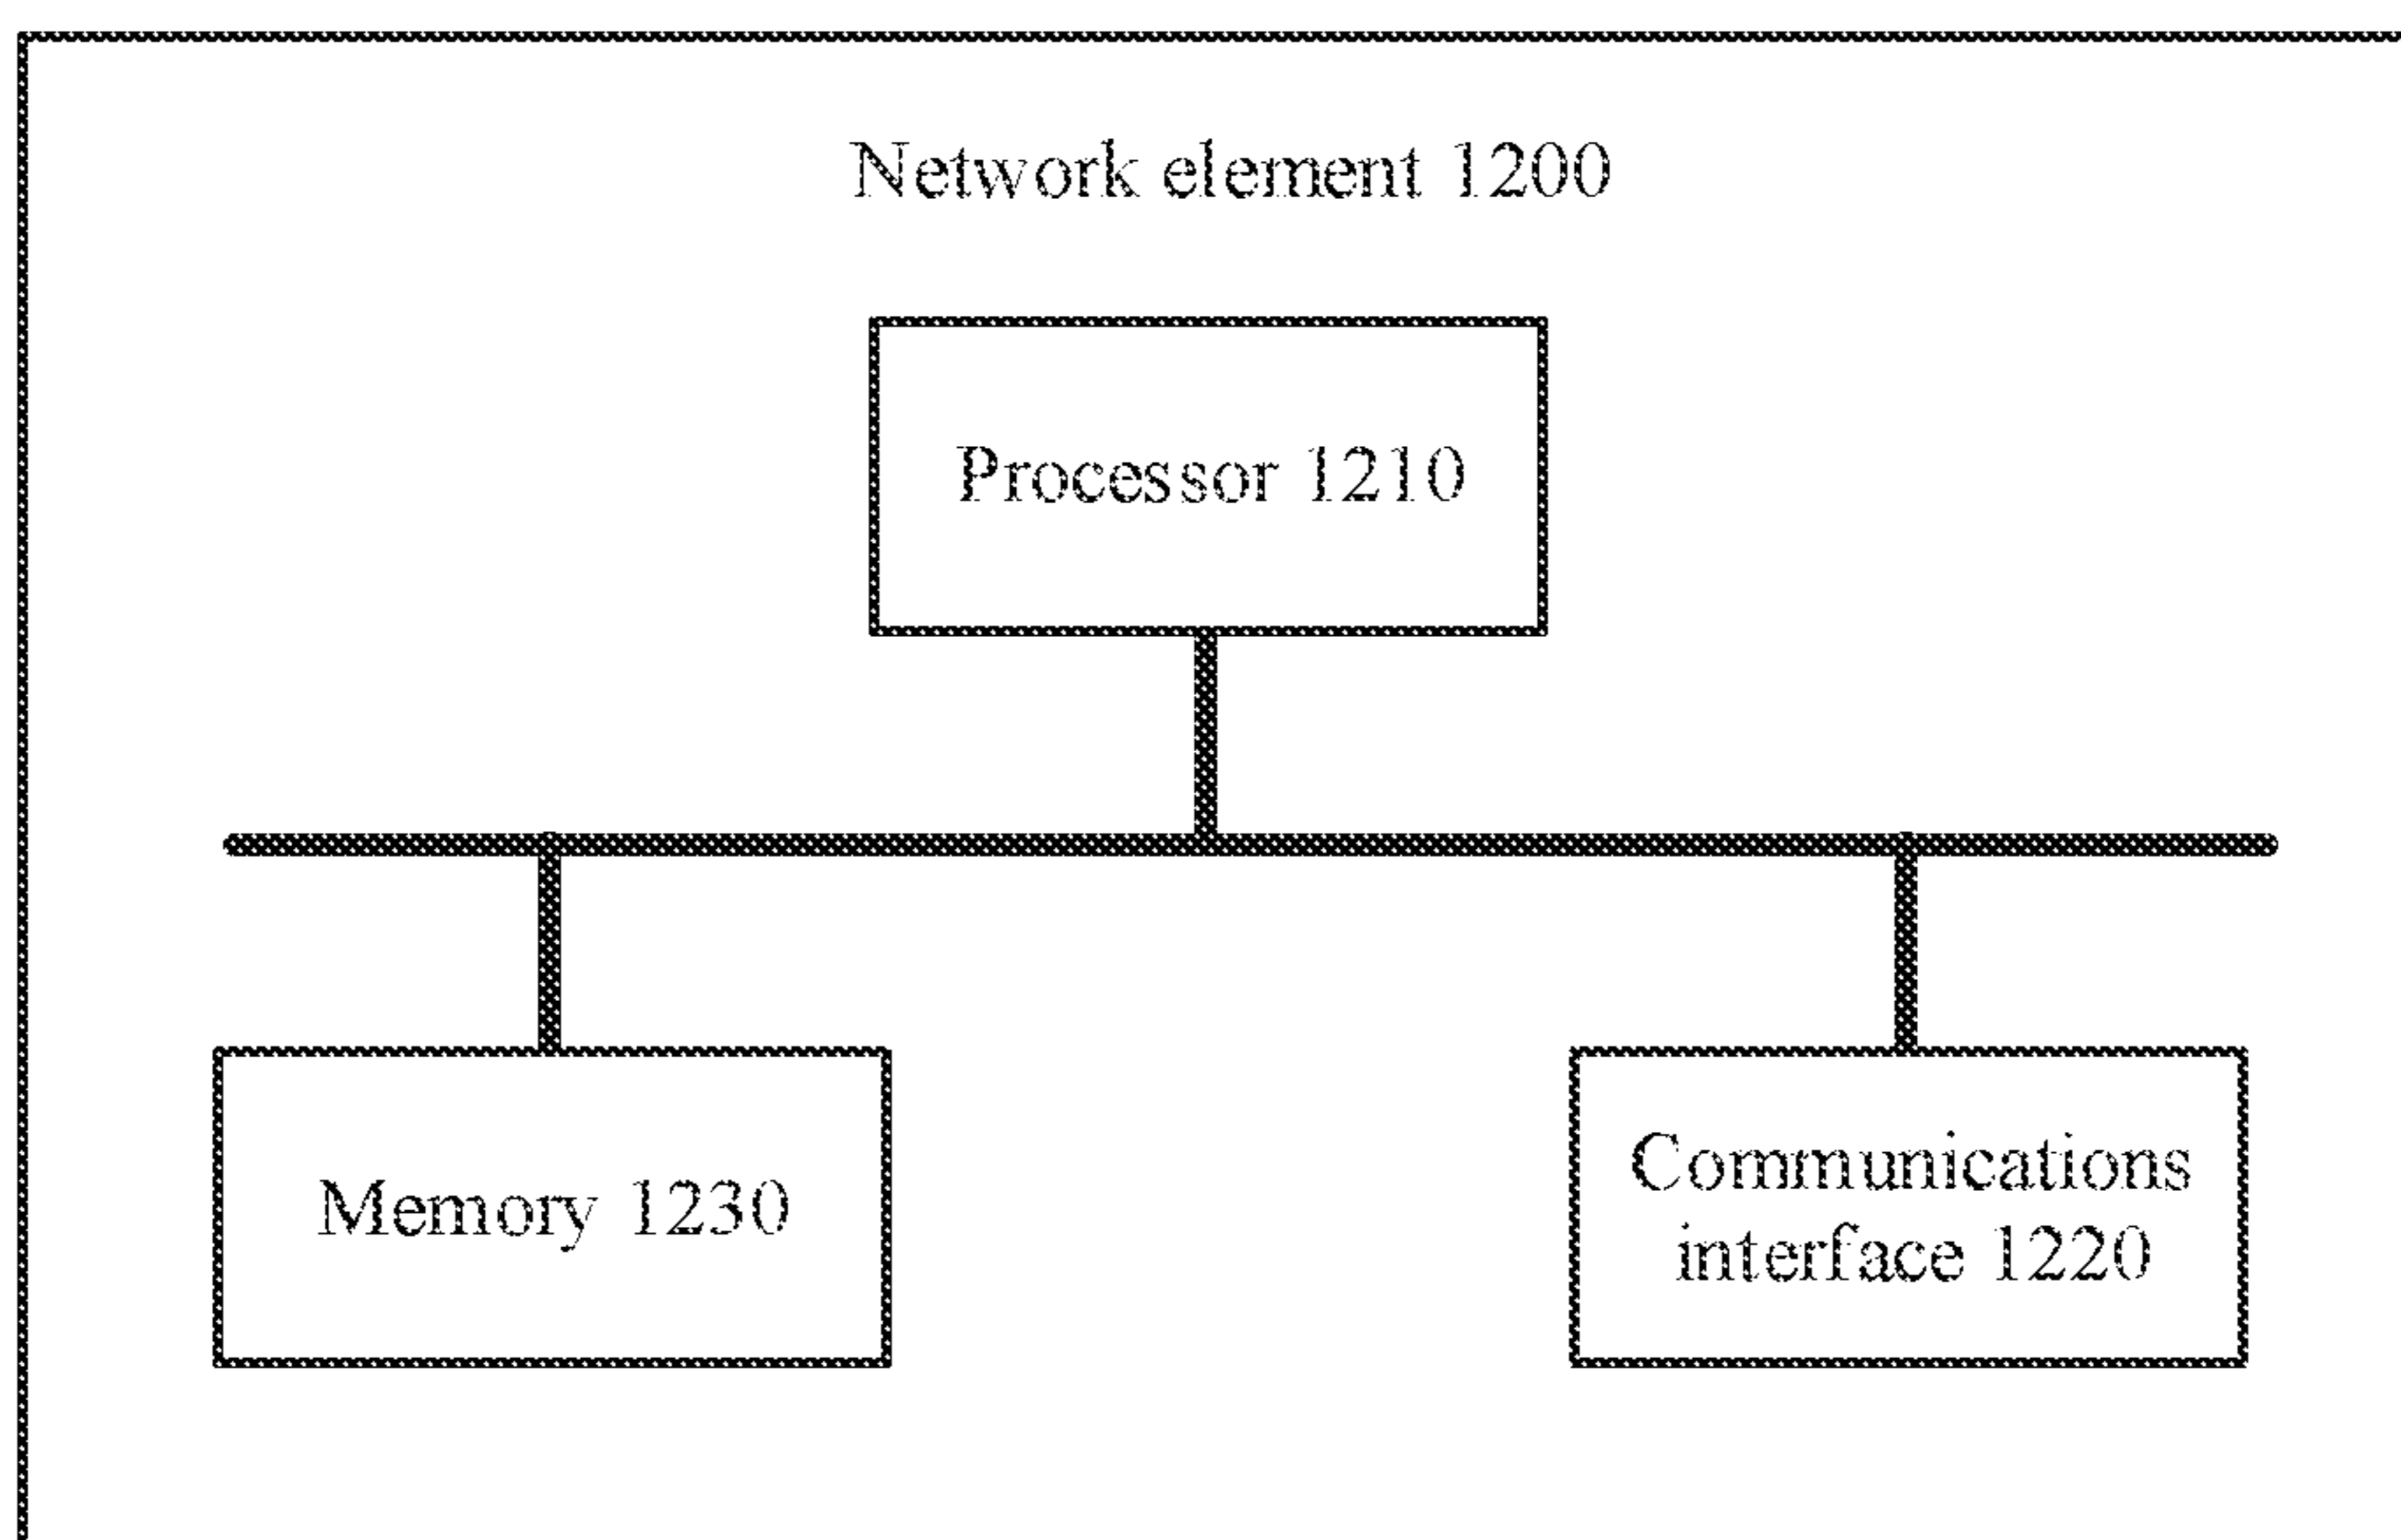 Network element 1200
Processor 1210
Memory 1230
Communications
interface 1220